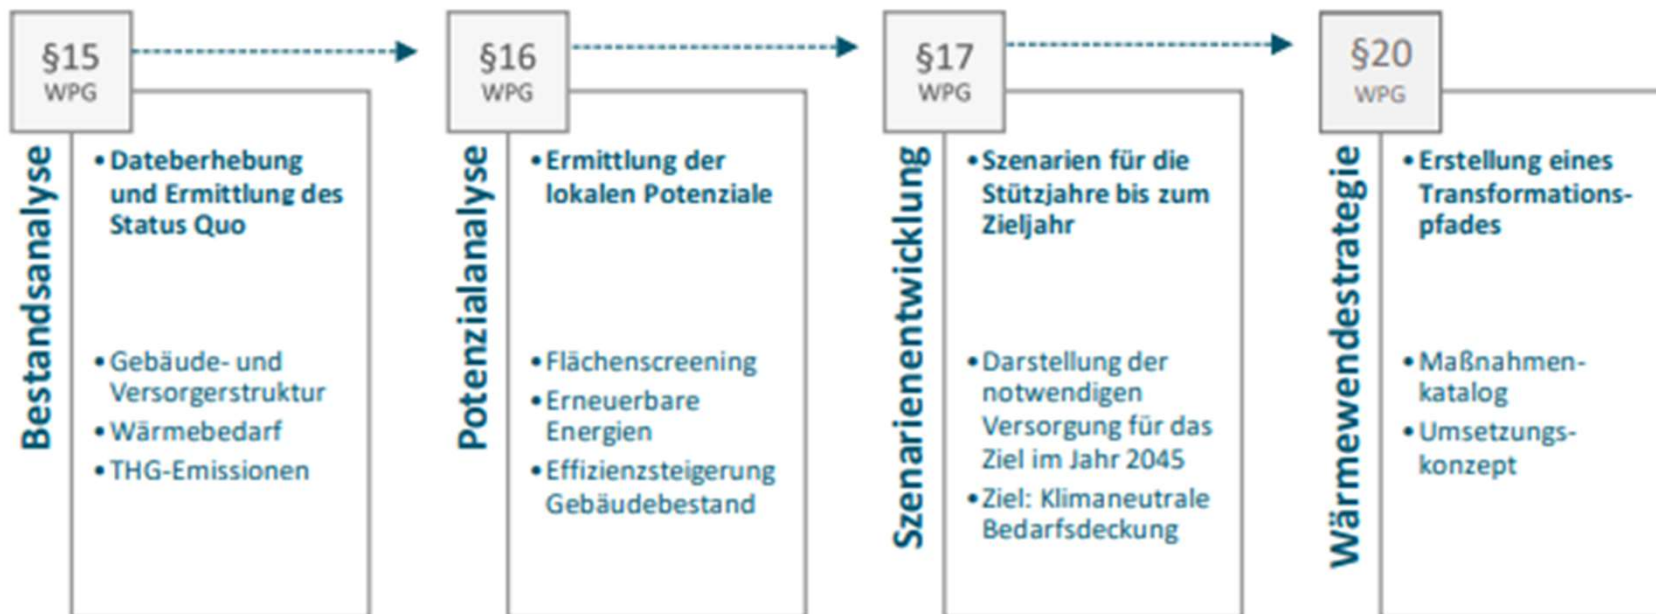 §15
WPG
Bestandsanalyse
• Dateberhebung
und Ermittlung des
Status Quo
• Gebäude- und
Versorgerstruktur
• Wärmebedarf
• THG-Emissionen
§16
WPG
Potenzialanalyse
• Ermittlung der
lokalen Potenziale
• Flächenscreening
• Erneuerbare
Energien
• Effizienzsteigerung
Gebäudebestand
§17
WPG
Szenarienentwicklung
• Szenarien für die
Stützjahre bis zum
Zieljahr
• Darstellung der
notwendigen
Versorgung für das
Ziel im Jahr 2045
• Ziel: Klimaneutrale
Bedarfsdeckung
§20
WPG
Wärmewendestrategie
• Erstellung eines
Transformations-
pfades
• Maßnahmen-
katalog
• Umsetzungs-
konzept